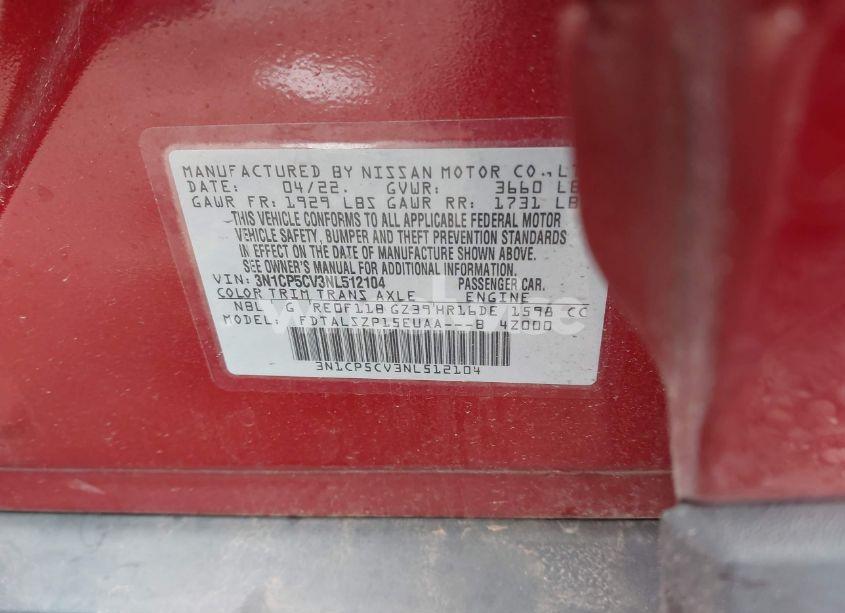 MANUFACTURED BY NISSAN MOTOR CO., LT
DATE: 04/22. GVWR: 3660 LB
GAWR FR: 1929 LBS GAWR RR: 1731 LB
THIS VEHICLE CONFORMS TO ALL APPLICABLE FEDERAL MOTOR
VEHICLE SAFETY, BUMPER AND THEFT PREVENTION STANDARDS
IN EFFECT ON THE DATE OF MANUFACTURE SHOWN ABOVE.
SEE OWNER'S MANUAL FOR ADDITIONAL INFORMATION.
VIN: 3N1CP5CV3NL512104 PASSENGER CAR.
COLOR TRIM TRANS AXLE ENGINE
NBL G RE0F11B GZ39 HR16DE 1598 CC
MODEL: FDTALSZP15EUAA---B 4Z000
3N1CP5CV3NL512104